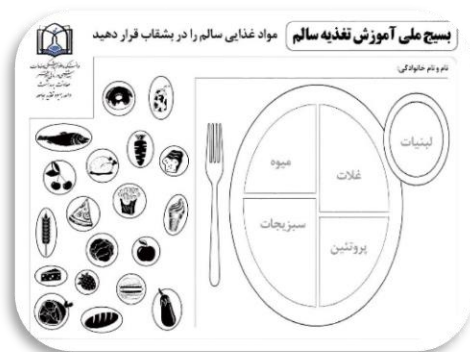 بسیج ملی آموزش تغذیه سالم
مواد غذایی سالم را در بشقاب قرار دهید
نام و نام خانوادگی:
لبنیات
میوه
غلات
سبزیجات
پروتئین